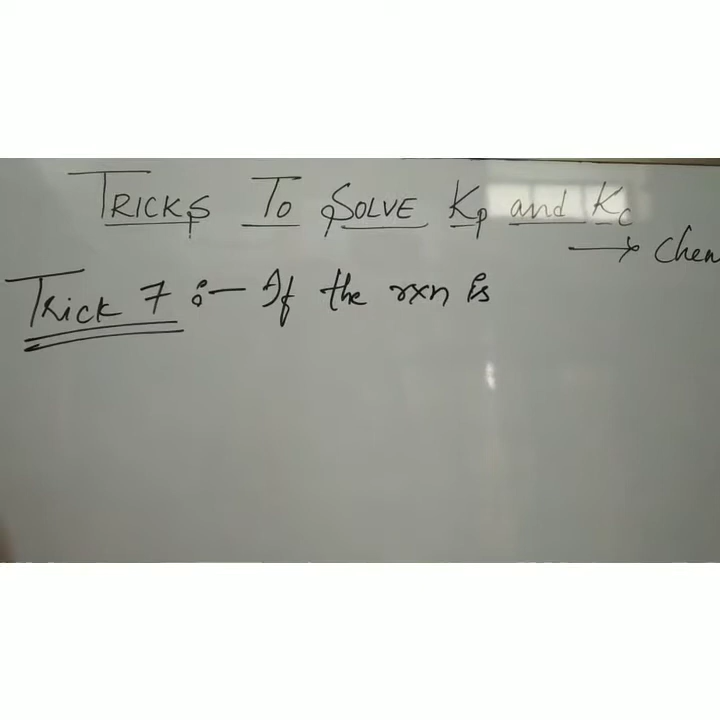 TRICKS TO SOLVE Kp and Kc
→ Chem
Trick 7 :- If the rxn is